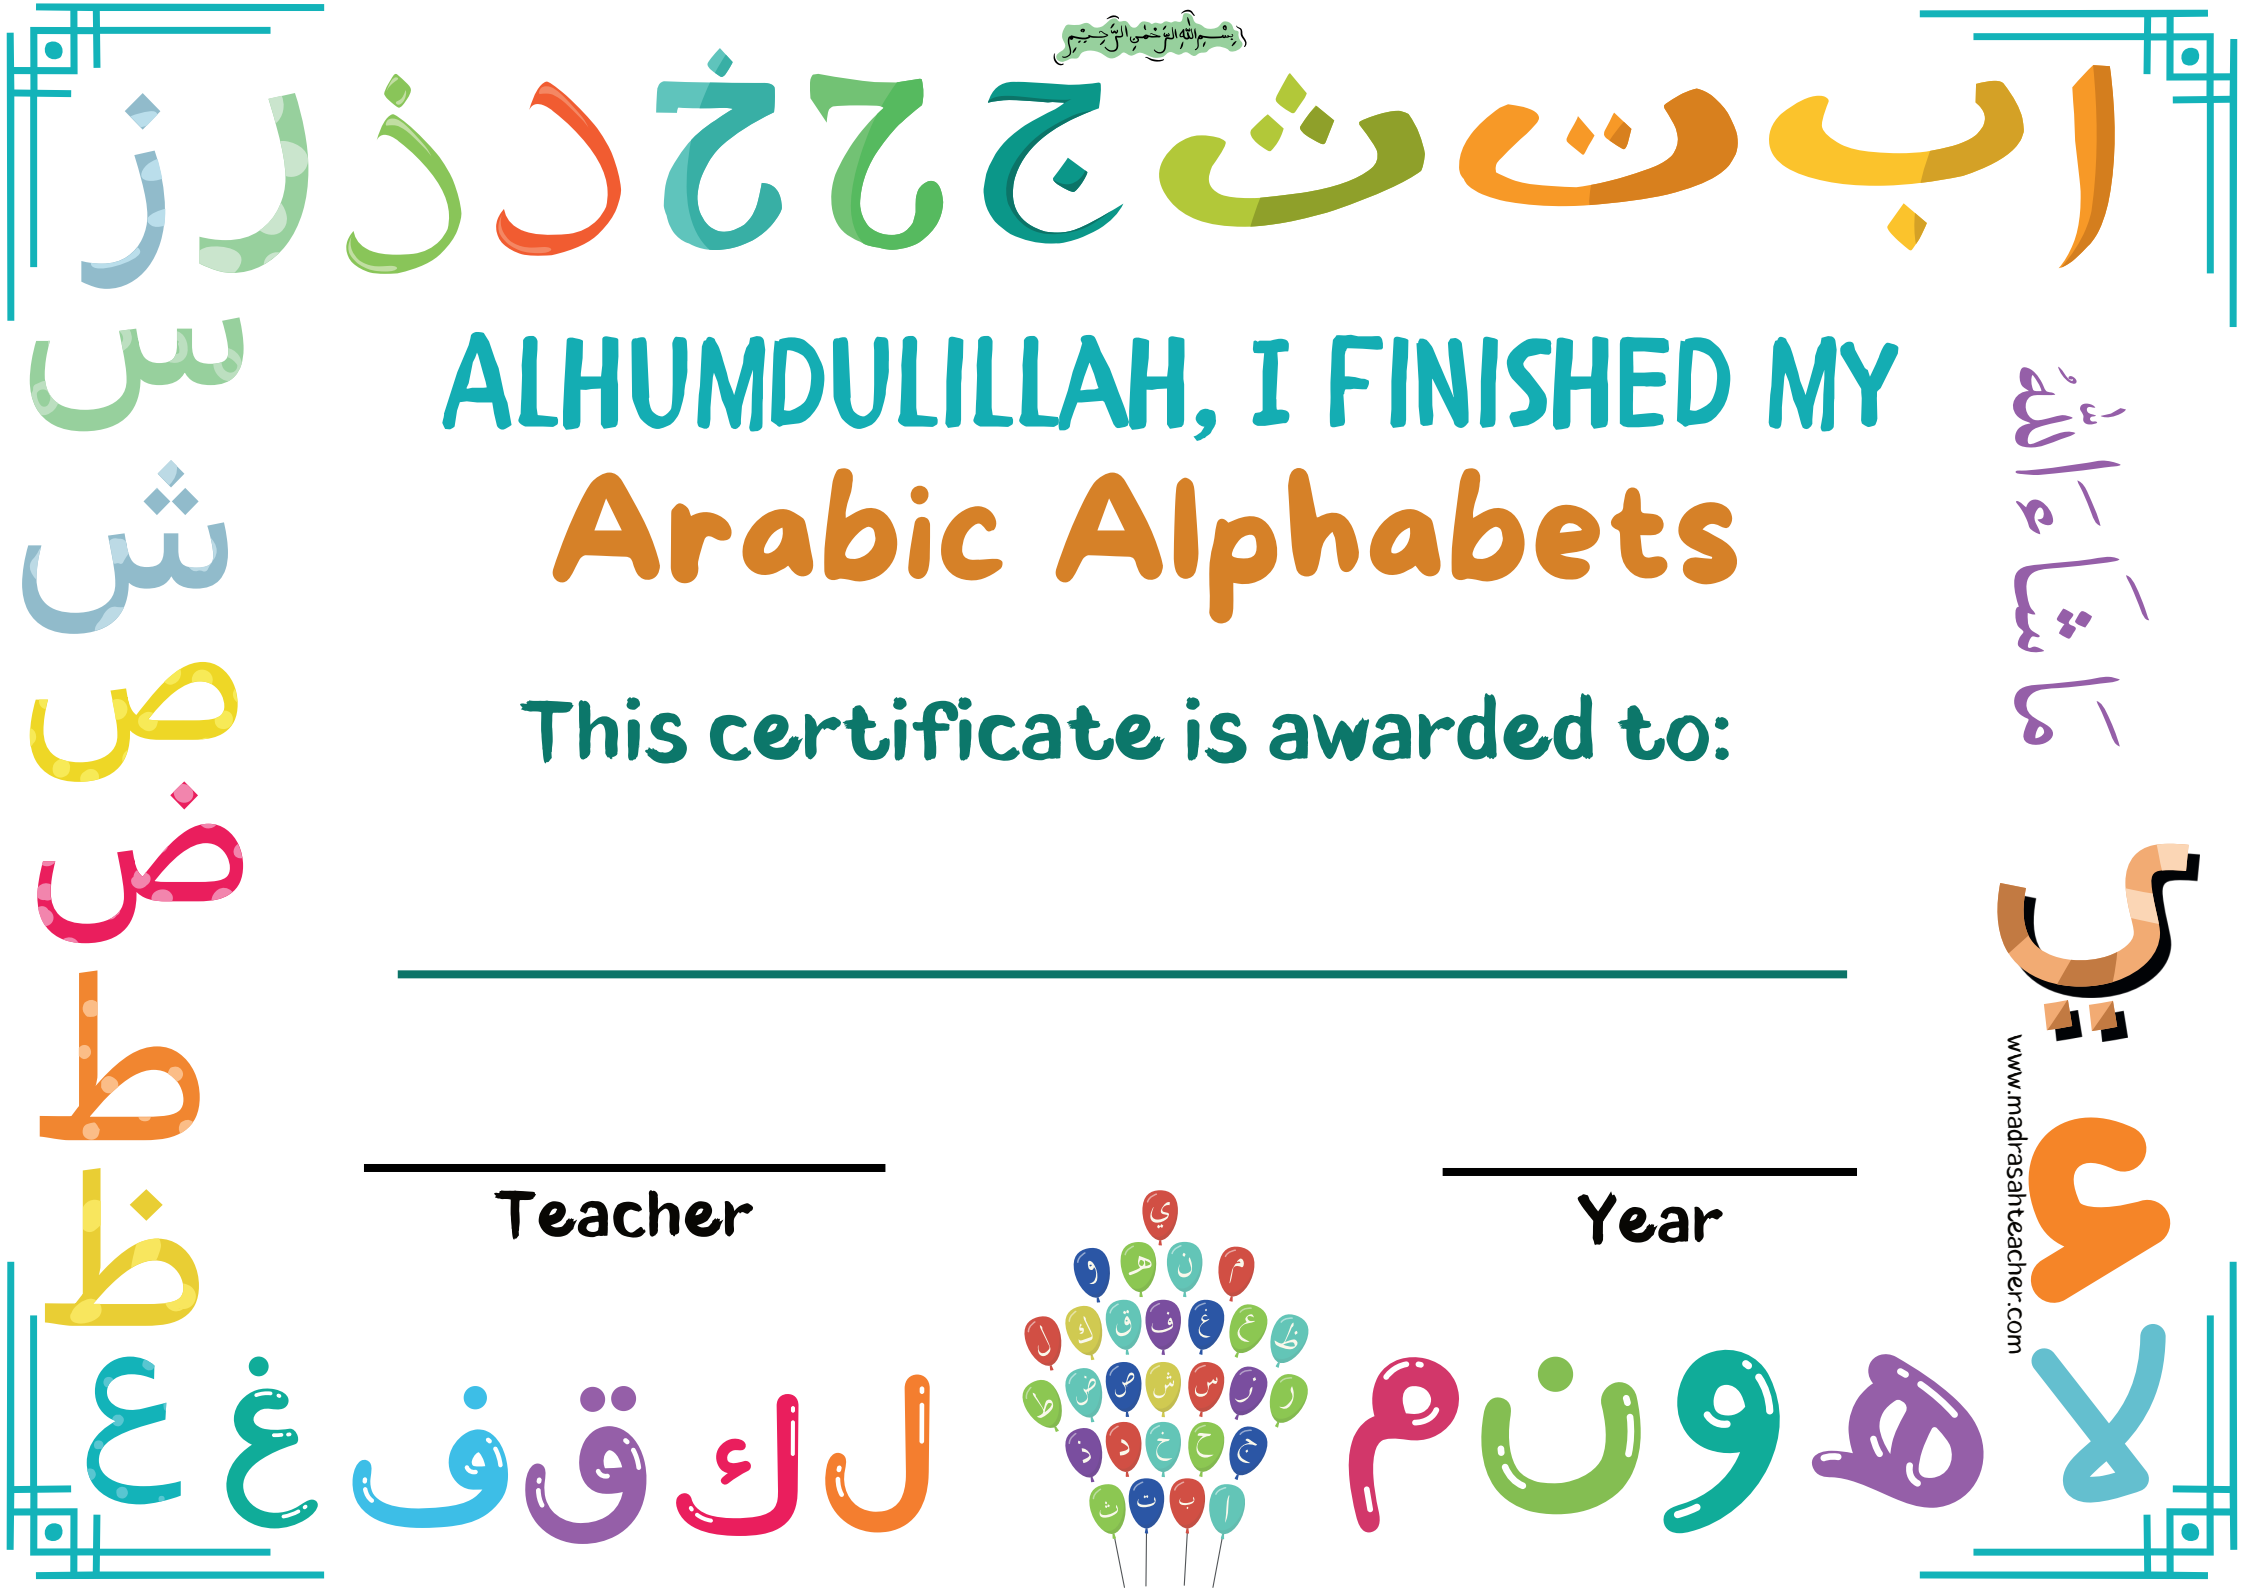 بِسْمِ اللهِ الرَّحْمٰنِ الرَّحِيْمِ
ا ب ت ث ج ح خ د ذ ر ز
س
ش
ص
ض
ط
ظ
ALHUMDULILLAH, I FINISHED MY
Arabic Alphabets
This certificate is awarded to:
مَا شَاءَ اللهُ
ي
www.madrasahteacher.com
ء
Teacher
Year
ع غ ف ق ك ل
م ن و ه لا
ي
و ه ن م
ل ك ق ف غ ع ظ
ط ض ص ش س ز ر
ذ د خ ح ج
ث ت ب ا